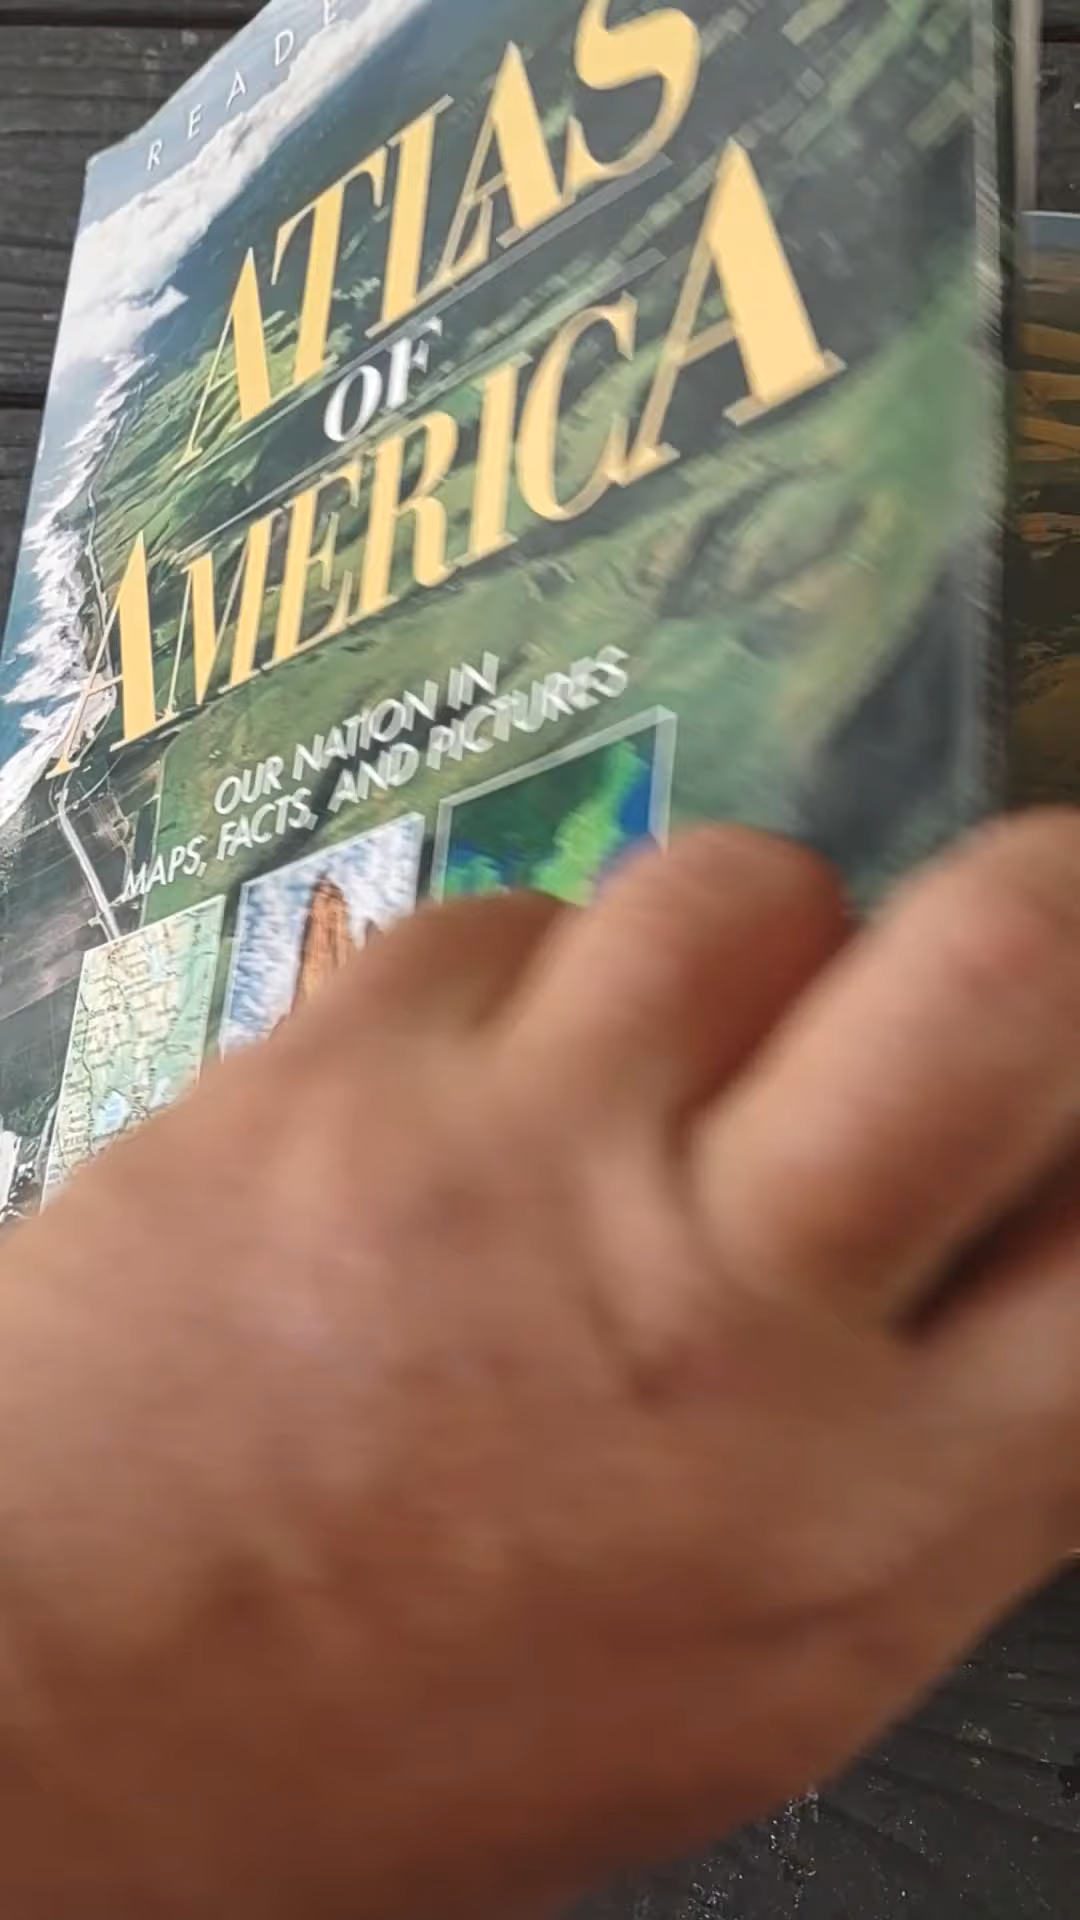 READE
ATLAS
OF
AMERICA
OUR NATION IN
MAPS, FACTS, AND PICTURES